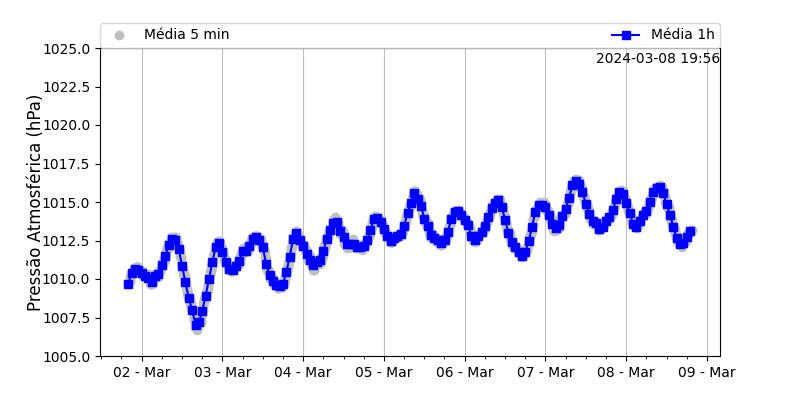 Média 5 min
Média 1h
2024-03-08 19:56
Pressão Atmosférica (hPa)
1025.0
1022.5
1020.0
1017.5
1015.0
1012.5
1010.0
1007.5
1005.0
02 - Mar
03 - Mar
04 - Mar
05 - Mar
06 - Mar
07 - Mar
08 - Mar
09 - Mar